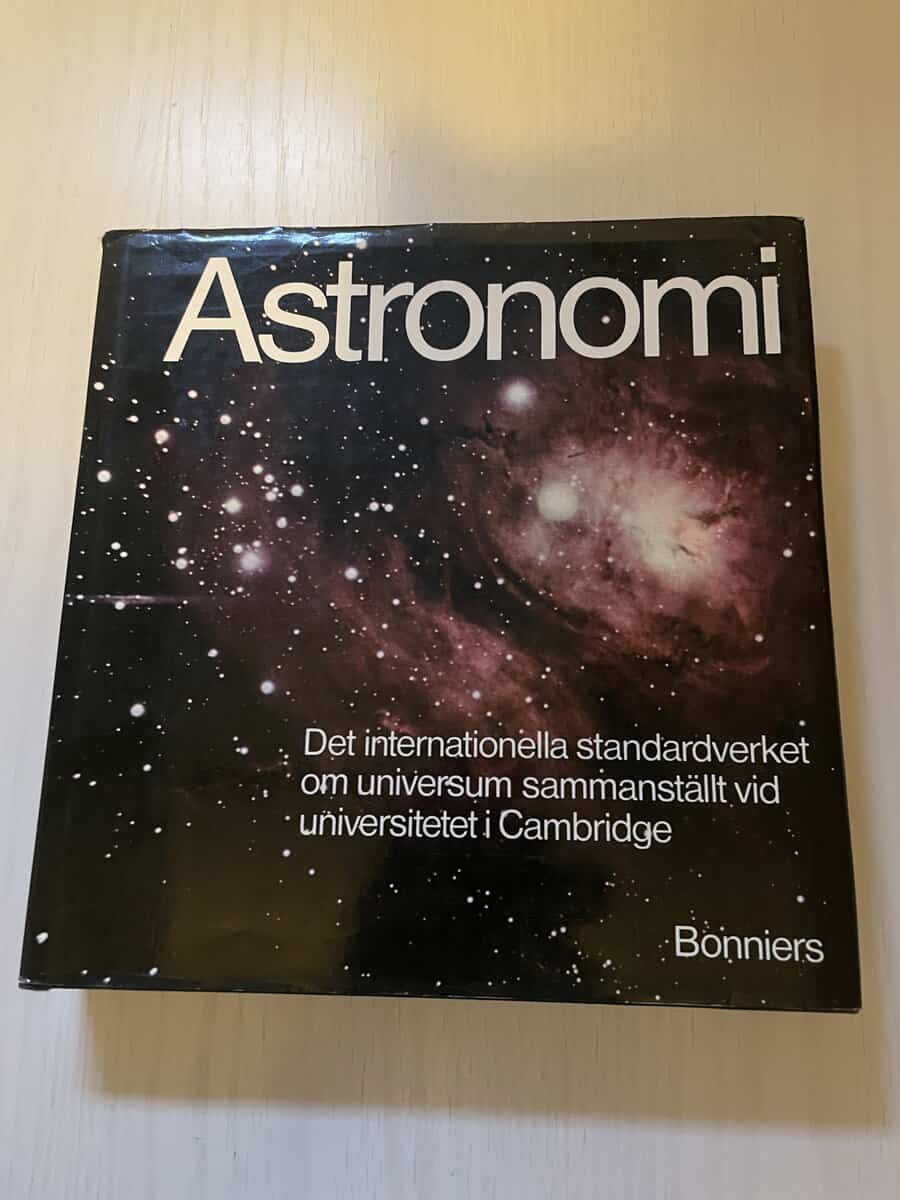 Astronomi
Det internationella standardverket
om universum sammanställt vid
universitetet i Cambridge
Bonniers